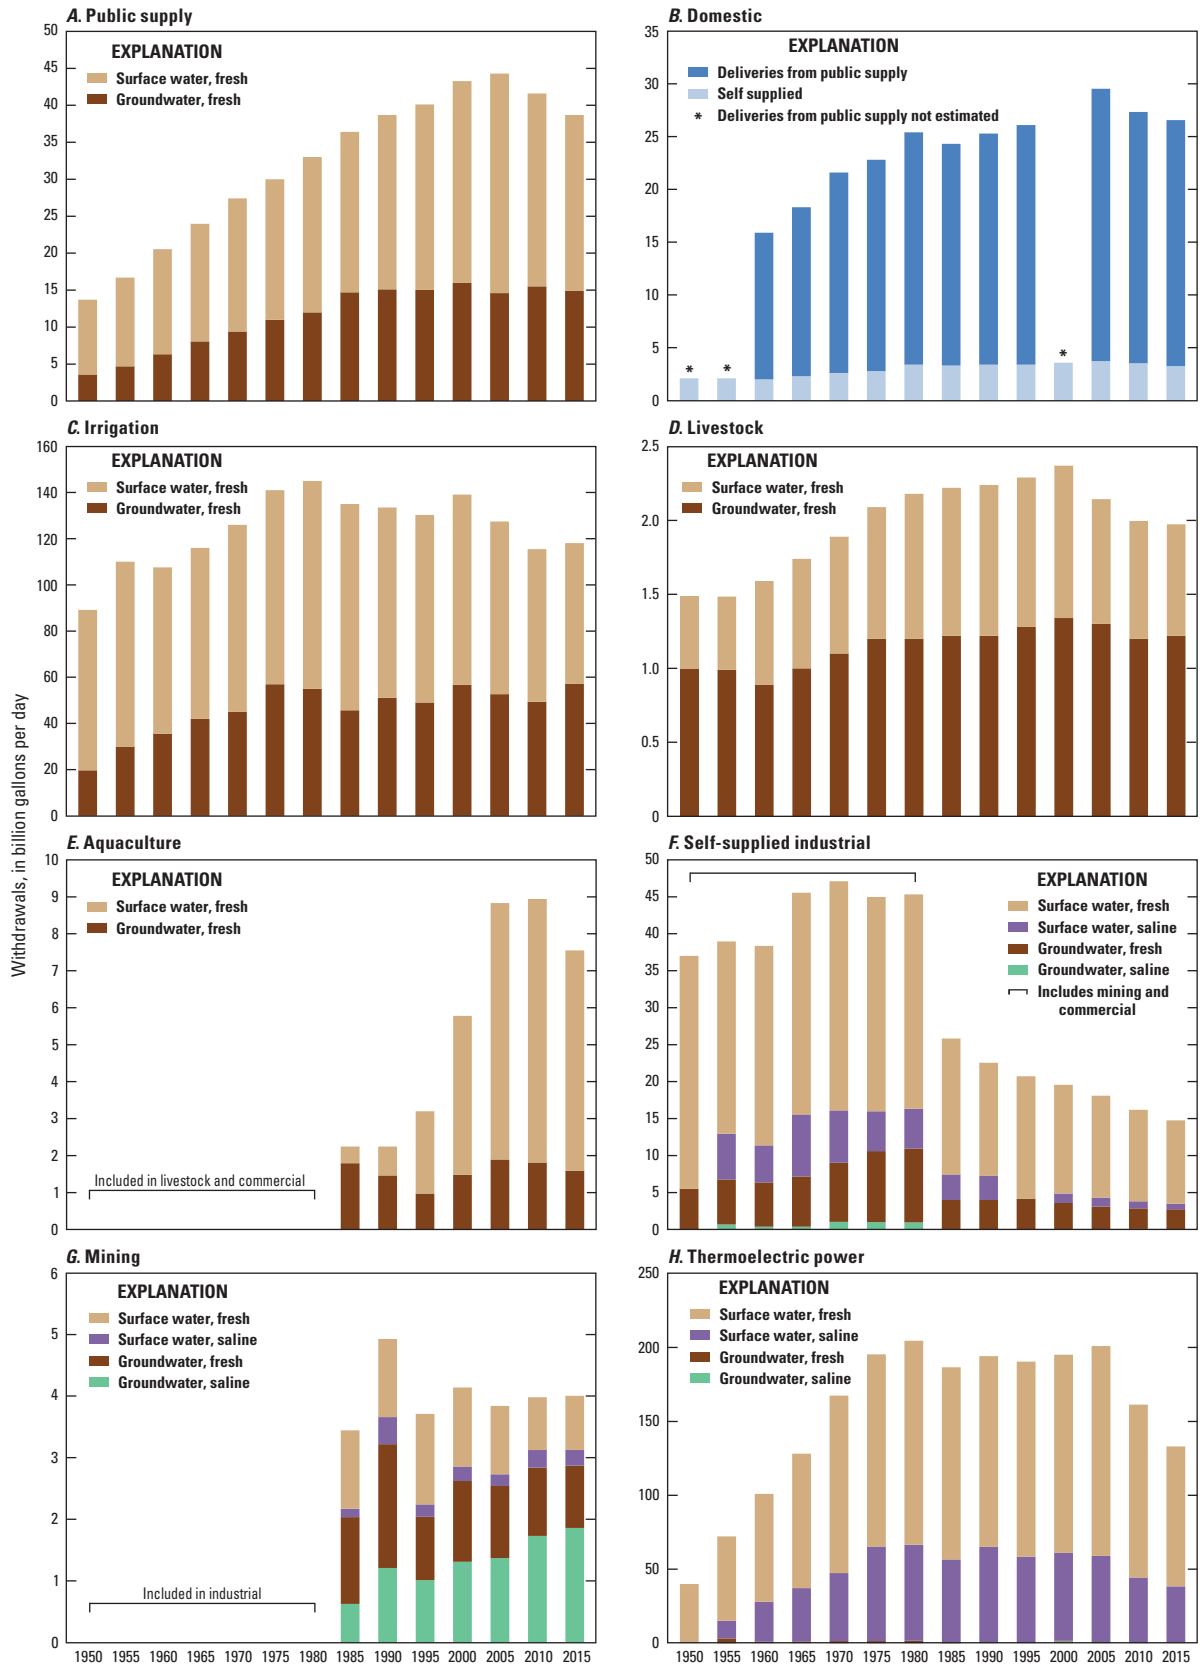 A. Public supply
50
45
40
35
30
25
20
15
10
5
0
EXPLANATION
Surface water, fresh
Groundwater, fresh
B. Domestic
35
30
25
20
15
10
5
0
EXPLANATION
Deliveries from public supply
Self supplied
* Deliveries from public supply not estimated
* * *
C. Irrigation
160
140
120
100
80
60
40
20
0
EXPLANATION
Surface water, fresh
Groundwater, fresh
D. Livestock
2.5
2.0
1.5
1.0
0.5
0
EXPLANATION
Surface water, fresh
Groundwater, fresh
Withdrawals, in billion gallons per day
E. Aquaculture
10
9
8
7
6
5
4
3
2
1
0
EXPLANATION
Surface water, fresh
Groundwater, fresh
Included in livestock and commercial
F. Self-supplied industrial
50
45
40
35
30
25
20
15
10
5
0
EXPLANATION
Surface water, fresh
Surface water, saline
Groundwater, fresh
Groundwater, saline
Includes mining and
commercial
G. Mining
6
5
4
3
2
1
0
EXPLANATION
Surface water, fresh
Surface water, saline
Groundwater, fresh
Groundwater, saline
Included in industrial
1950 1955 1960 1965 1970 1975 1980 1985 1990 1995 2000 2005 2010 2015
H. Thermoelectric power
250
200
150
100
50
0
EXPLANATION
Surface water, fresh
Surface water, saline
Groundwater, fresh
Groundwater, saline
1950 1955 1960 1965 1970 1975 1980 1985 1990 1995 2000 2005 2010 2015